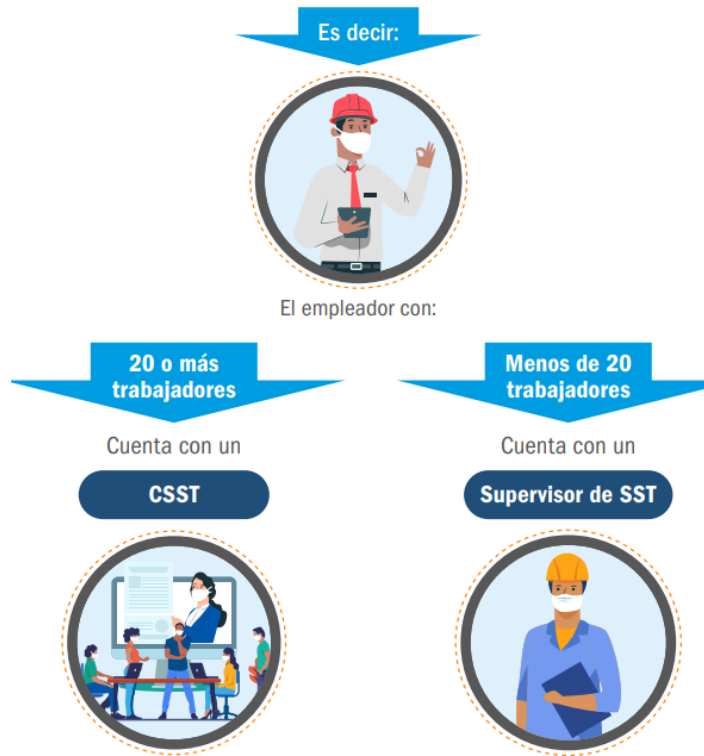 Es decir:
El empleador con:
20 o más
trabajadores
Cuenta con un
CSST
Menos de 20
trabajadores
Cuenta con un
Supervisor de SST